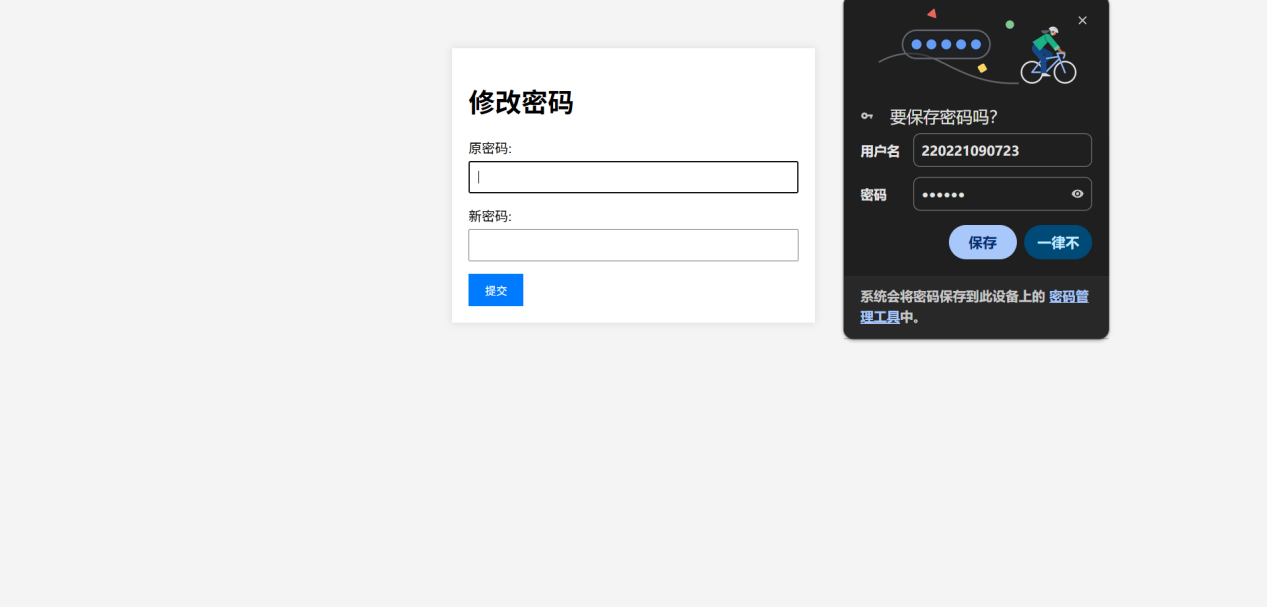 修改密码
原密码:
新密码:
提交
要保存密码吗?
用户名 220221090723
密码 ••••••
保存 一律不
系统会将密码保存到此设备上的 密码管
理工具中。